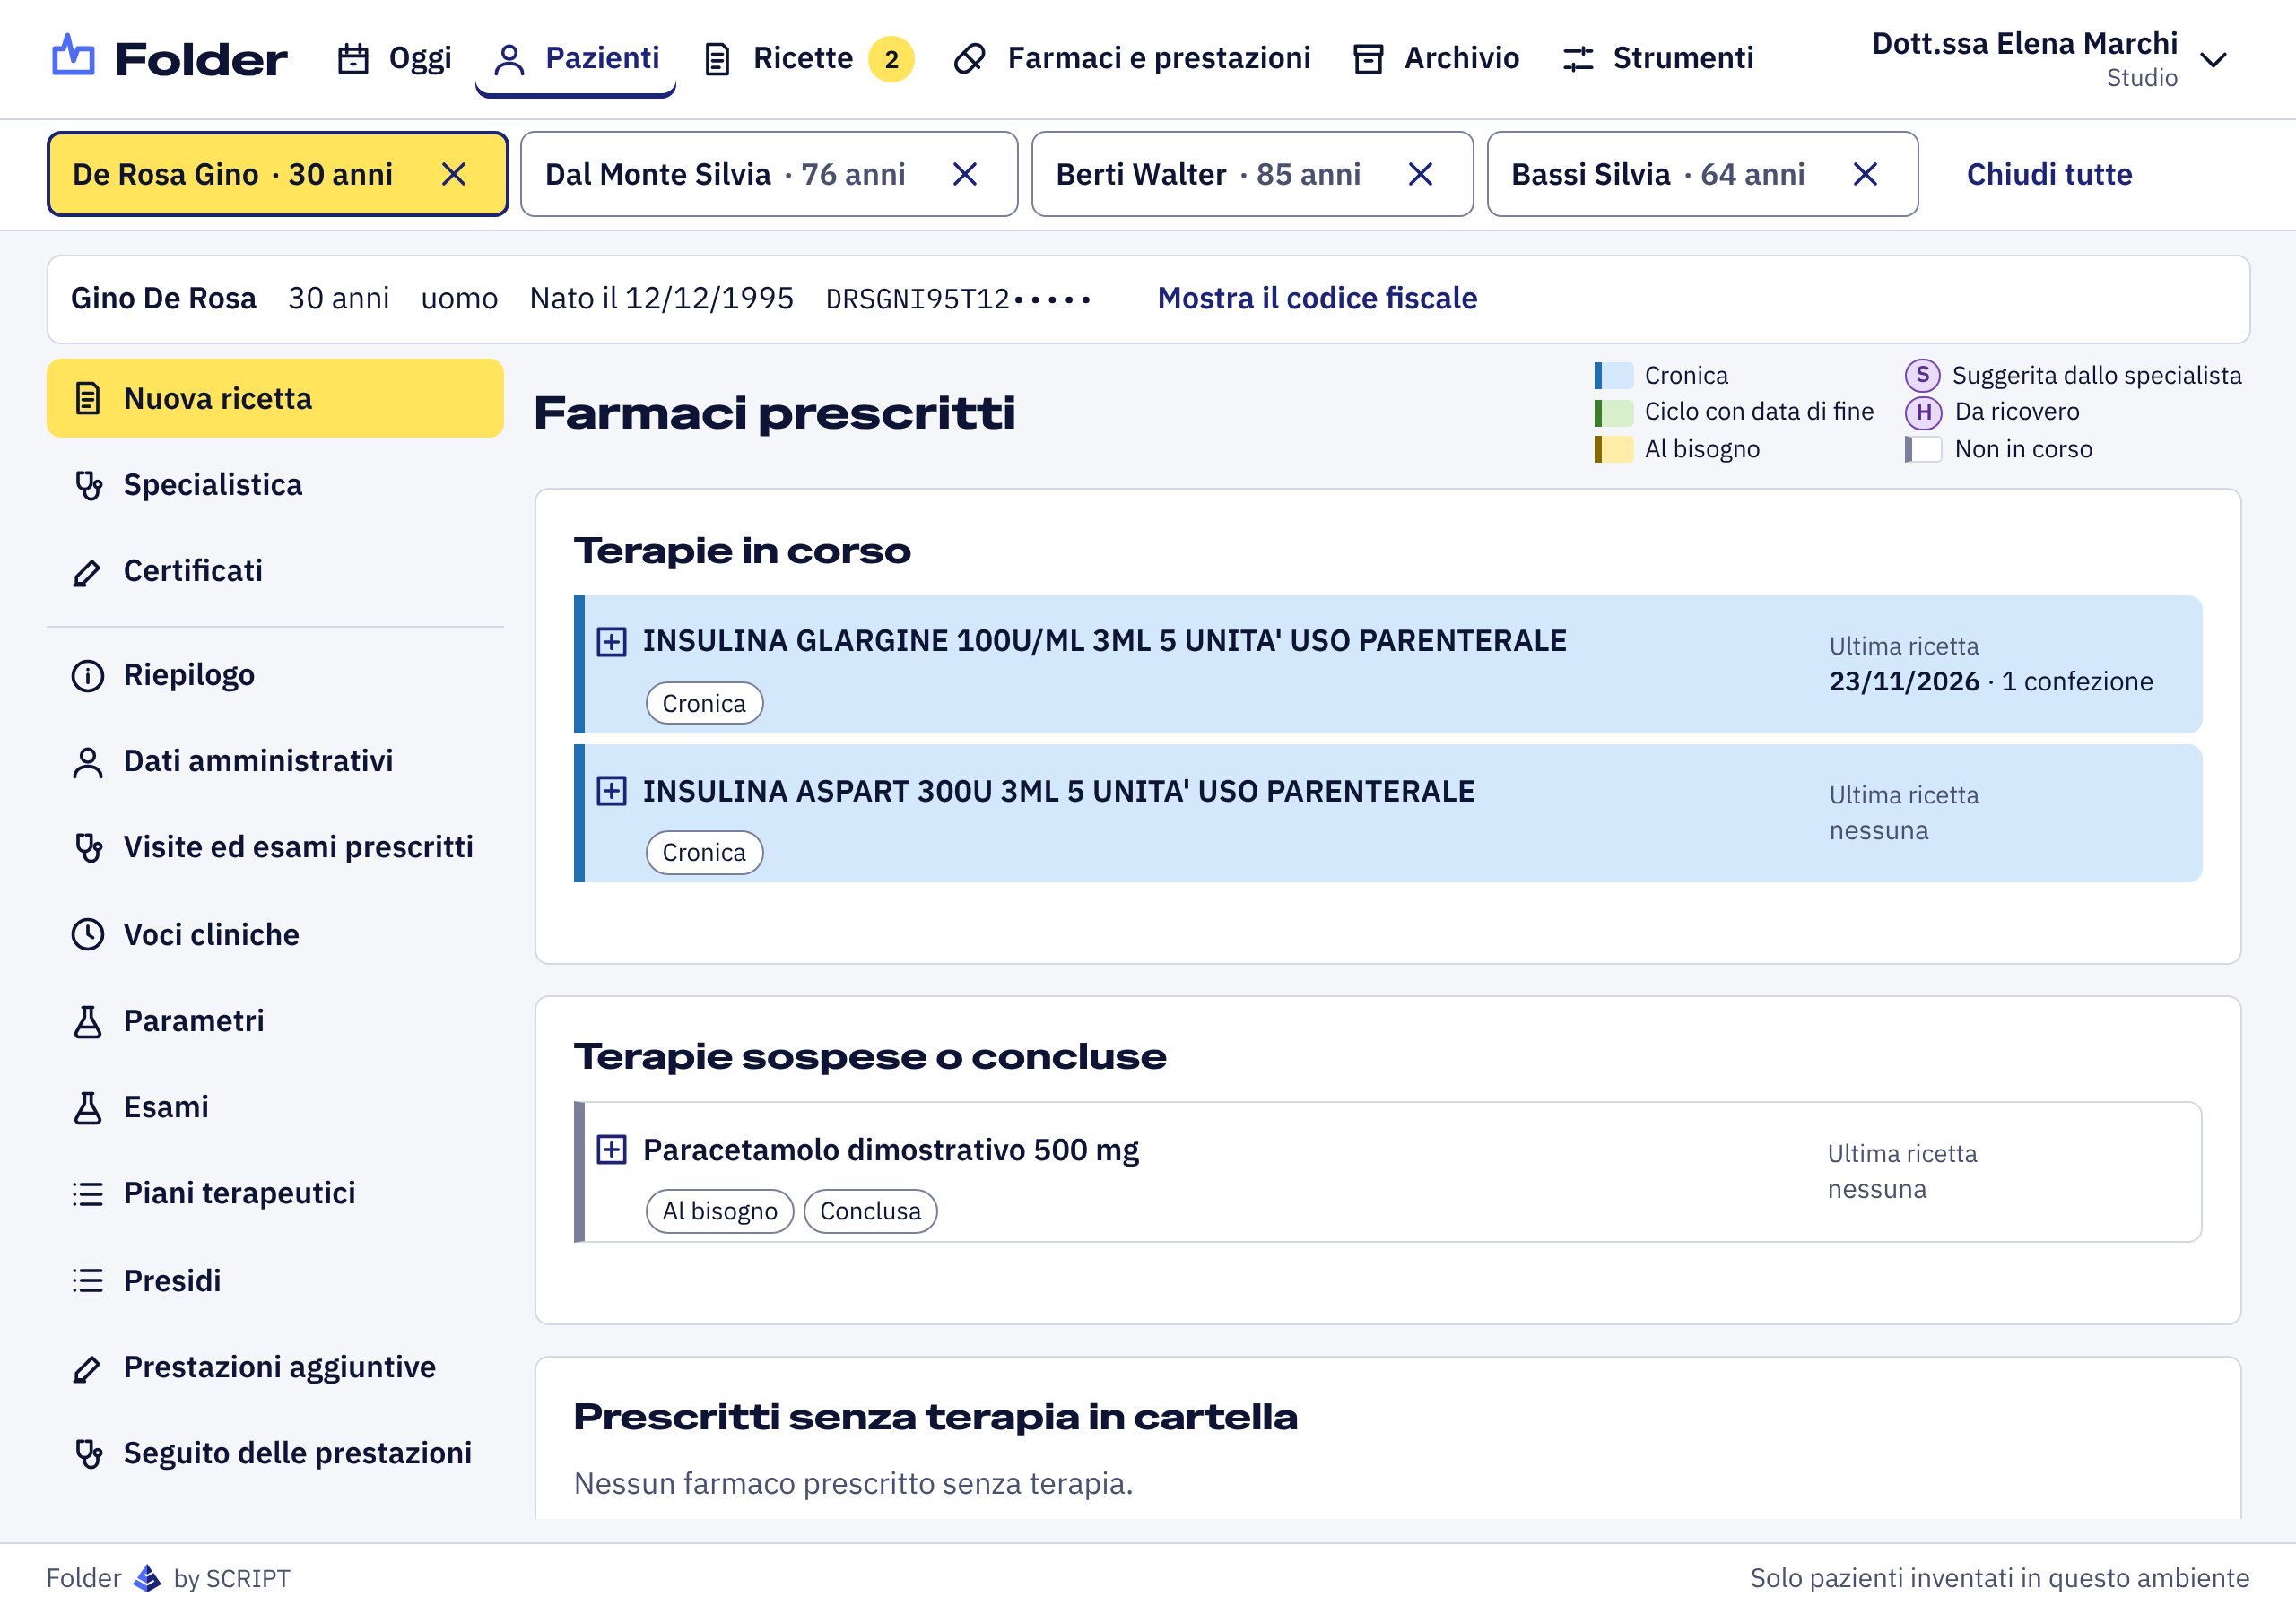 Folder
Oggi
Pazienti
Ricette 2
Farmaci e prestazioni
Archivio
Strumenti
Dott.ssa Elena Marchi
Studio
De Rosa Gino · 30 anni
Dal Monte Silvia · 76 anni
Berti Walter · 85 anni
Bassi Silvia · 64 anni
Chiudi tutte
Gino De Rosa 30 anni uomo Nato il 12/12/1995 DRSGNI95T12••••• Mostra il codice fiscale
Nuova ricetta
Specialistica
Certificati
Riepilogo
Dati amministrativi
Visite ed esami prescritti
Voci cliniche
Parametri
Esami
Piani terapeutici
Presidi
Prestazioni aggiuntive
Seguito delle prestazioni
Farmaci prescritti
Cronica
Ciclo con data di fine
Al bisogno
S Suggerita dallo specialista
H Da ricovero
Non in corso
Terapie in corso
INSULINA GLARGINE 100U/ML 3ML 5 UNITA' USO PARENTERALE
Cronica
Ultima ricetta
23/11/2026 · 1 confezione
INSULINA ASPART 300U 3ML 5 UNITA' USO PARENTERALE
Cronica
Ultima ricetta
nessuna
Terapie sospese o concluse
Paracetamolo dimostrativo 500 mg
Al bisogno Conclusa
Ultima ricetta
nessuna
Prescritti senza terapia in cartella
Nessun farmaco prescritto senza terapia.
Folder by SCRIPT
Solo pazienti inventati in questo ambiente